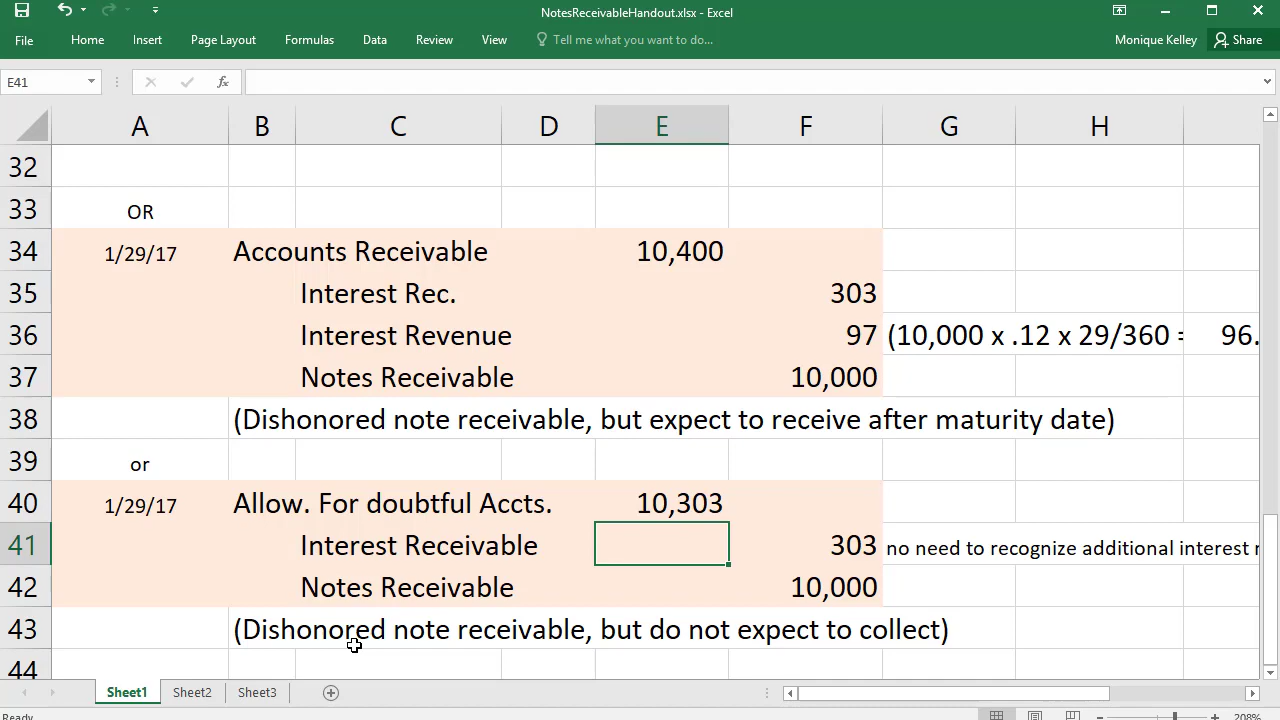 NotesReceivableHandout.xlsx - Excel
File Home Insert Page Layout Formulas Data Review View Tell me what you want to do... Monique Kelley Share
E41 fx
A B C D E F G H
32
33 OR
34 1/29/17 Accounts Receivable 10,400
35 Interest Rec. 303
36 Interest Revenue 97 (10,000 x .12 x 29/360 = 96.
37 Notes Receivable 10,000
38 (Dishonored note receivable, but expect to receive after maturity date)
39 or
40 1/29/17 Allow. For doubtful Accts. 10,303
41 Interest Receivable 303 no need to recognize additional interest r
42 Notes Receivable 10,000
43 (Dishonored note receivable, but do not expect to collect)
44
Sheet1 Sheet2 Sheet3
Ready 208%